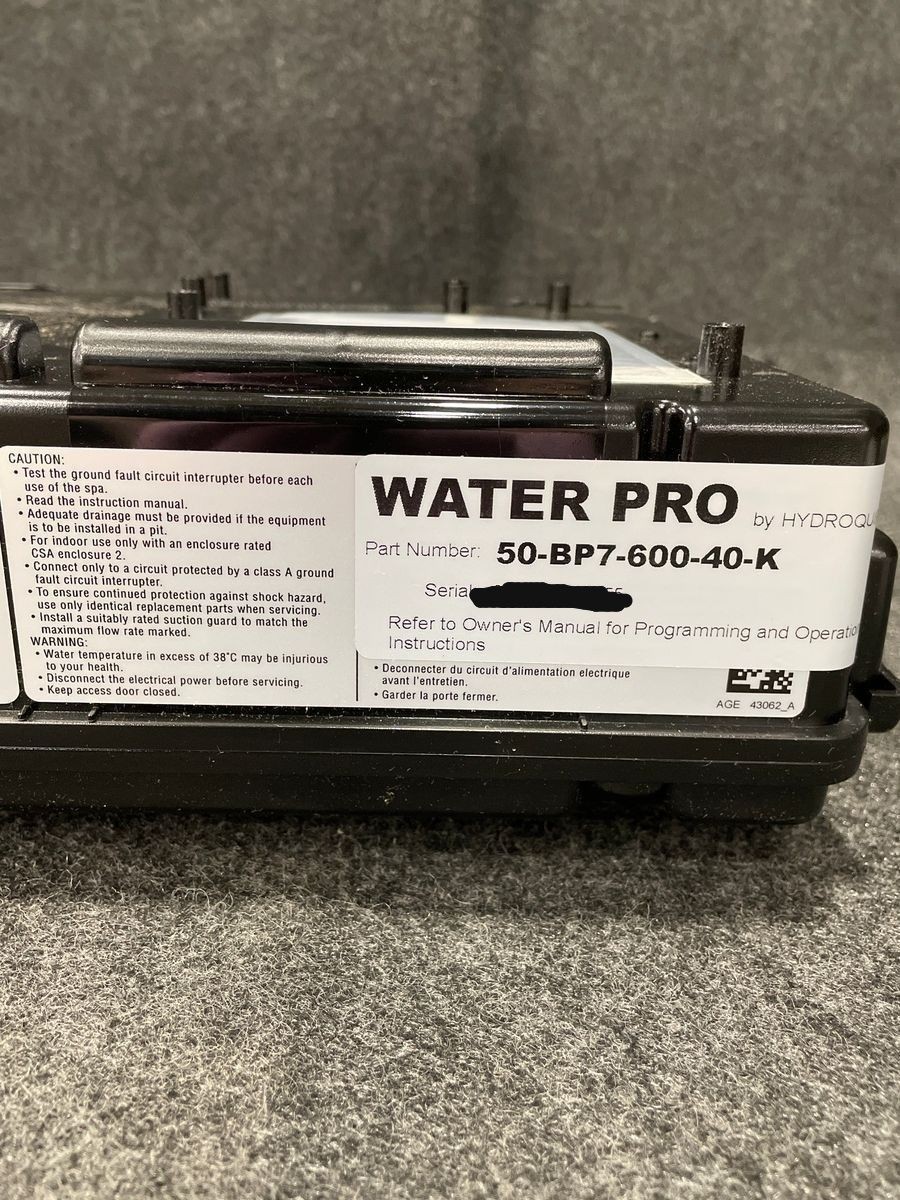 CAUTION:
• Test the ground fault circuit interrupter before each
use of the spa.
• Read the instruction manual.
• Adequate drainage must be provided if the equipment
is to be installed in a pit.
• For indoor use only with an enclosure rated
CSA enclosure 2.
• Connect only to a circuit protected by a class A ground
fault circuit interrupter.
• To ensure continued protection against shock hazard,
use only identical replacement parts when servicing.
• Install a suitably rated suction guard to match the
maximum flow rate marked.
WARNING:
• Water temperature in excess of 38°C may be injurious
to your health.
• Disconnect the electrical power before servicing.
• Keep access door closed.
WATER PRO by HYDROQU
Part Number: 50-BP7-600-40-K
Serial
Refer to Owner's Manual for Programming and Operatio
Instructions
• Deconnecter du circuit d'alimentation electrique
avant l'entretien.
• Garder la porte fermer.
AGE 43062_A